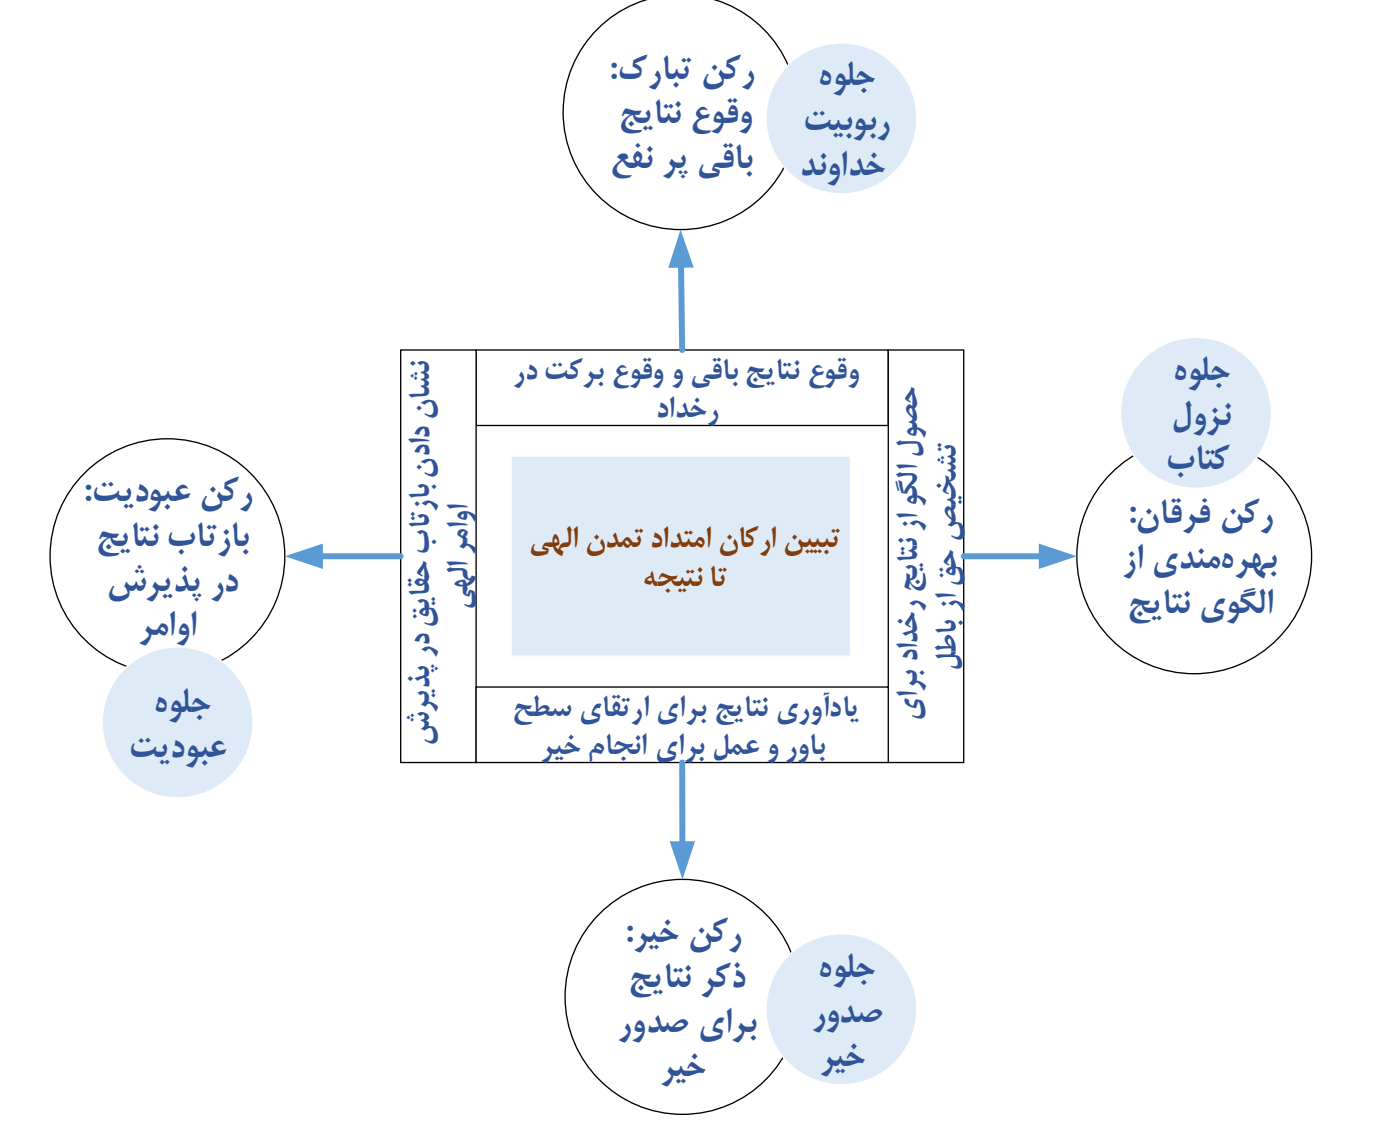 رکن تبارک:
وقوع نتایج
باقی پر نفع
جلوه
ربوبیت
خداوند
وقوع نتایج باقی و وقوع برکت در
رخداد
حصول الگو از نتایج رخداد برای
تشخیص حق از باطل
جلوه
نزول
کتاب
رکن فرقان:
بهره‌مندی از
الگوی نتایج
تبیین ارکان امتداد تمدن الهی
تا نتیجه
نشان دادن بازتاب حقایق در پذیرش
اوامر الهی
رکن عبودیت:
بازتاب نتایج
در پذیرش
اوامر
جلوه
عبودیت
یادآوری نتایج برای ارتقای سطح
باور و عمل برای انجام خیر
رکن خیر:
ذکر نتایج
برای صدور
خیر
جلوه
صدور
خیر